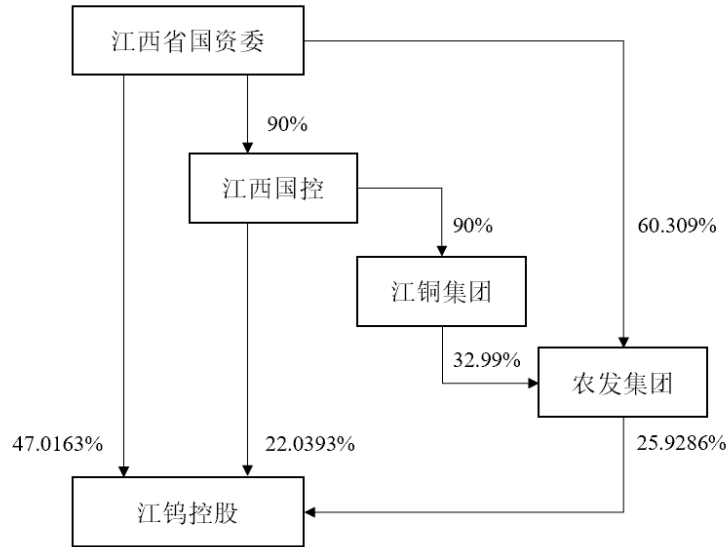 江西省国资委
90%
江西国控
90%
60.309%
江铜集团
32.99%
农发集团
47.0163%
22.0393%
25.9286%
江钨控股